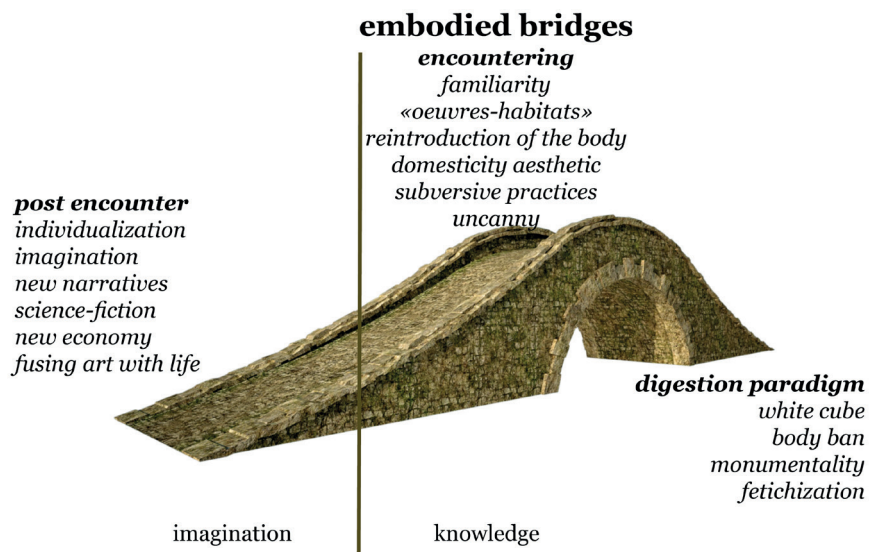 embodied bridges
encountering
familiarity
«oeuvres-habitats»
reintroduction of the body
domesticity aesthetic
subversive practices
uncanny
post encounter
individualization
imagination
new narratives
science-fiction
new economy
fusing art with life
digestion paradigm
white cube
body ban
monumentality
fetichization
imagination
knowledge